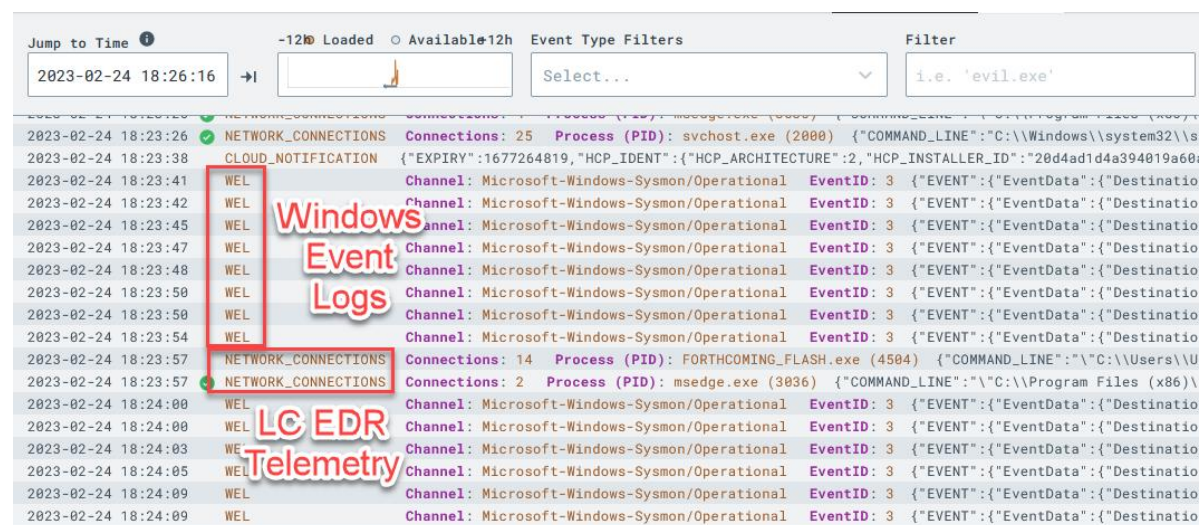 Jump to Time -12h Loaded Available +12h Event Type Filters Filter
2023-02-24 18:26:16 Select... i.e. 'evil.exe'
2023-02-24 18:23:26 NETWORK_CONNECTIONS Connections: 25 Process (PID): svchost.exe (2000) {"COMMAND_LINE":"C:\\Windows\\system32\\s
2023-02-24 18:23:38 CLOUD_NOTIFICATION {"EXPIRY":1677264819,"HCP_IDENT":{"HCP_ARCHITECTURE":2,"HCP_INSTALLER_ID":"20d4ad1d4a394019a60a
2023-02-24 18:23:41 WEL Channel: Microsoft-Windows-Sysmon/Operational EventID: 3 {"EVENT":{"EventData":{"Destinatio
2023-02-24 18:23:42 WEL Channel: Microsoft-Windows-Sysmon/Operational EventID: 3 {"EVENT":{"EventData":{"Destinatio
2023-02-24 18:23:45 WEL Channel: Microsoft-Windows-Sysmon/Operational EventID: 3 {"EVENT":{"EventData":{"Destinatio
2023-02-24 18:23:47 WEL Channel: Microsoft-Windows-Sysmon/Operational EventID: 3 {"EVENT":{"EventData":{"Destinatio
2023-02-24 18:23:48 WEL Channel: Microsoft-Windows-Sysmon/Operational EventID: 3 {"EVENT":{"EventData":{"Destinatio
2023-02-24 18:23:50 WEL Channel: Microsoft-Windows-Sysmon/Operational EventID: 3 {"EVENT":{"EventData":{"Destinatio
2023-02-24 18:23:50 WEL Channel: Microsoft-Windows-Sysmon/Operational EventID: 3 {"EVENT":{"EventData":{"Destinatio
2023-02-24 18:23:54 WEL Channel: Microsoft-Windows-Sysmon/Operational EventID: 3 {"EVENT":{"EventData":{"Destinatio
Windows
Event
Logs
2023-02-24 18:23:57 NETWORK_CONNECTIONS Connections: 14 Process (PID): FORTHCOMING_FLASH.exe (4504) {"COMMAND_LINE":"\"C:\\Users\\U
2023-02-24 18:23:57 NETWORK_CONNECTIONS Connections: 2 Process (PID): msedge.exe (3036) {"COMMAND_LINE":"\"C:\\Program Files (x86)\\
2023-02-24 18:24:00 WEL Channel: Microsoft-Windows-Sysmon/Operational EventID: 3 {"EVENT":{"EventData":{"Destinatio
2023-02-24 18:24:00 WEL Channel: Microsoft-Windows-Sysmon/Operational EventID: 3 {"EVENT":{"EventData":{"Destinatio
2023-02-24 18:24:03 WEL Channel: Microsoft-Windows-Sysmon/Operational EventID: 3 {"EVENT":{"EventData":{"Destinatio
2023-02-24 18:24:05 WEL Channel: Microsoft-Windows-Sysmon/Operational EventID: 3 {"EVENT":{"EventData":{"Destinatio
2023-02-24 18:24:09 WEL Channel: Microsoft-Windows-Sysmon/Operational EventID: 3 {"EVENT":{"EventData":{"Destinatio
2023-02-24 18:24:09 WEL Channel: Microsoft-Windows-Sysmon/Operational EventID: 3 {"EVENT":{"EventData":{"Destinatio
LC EDR
Telemetry